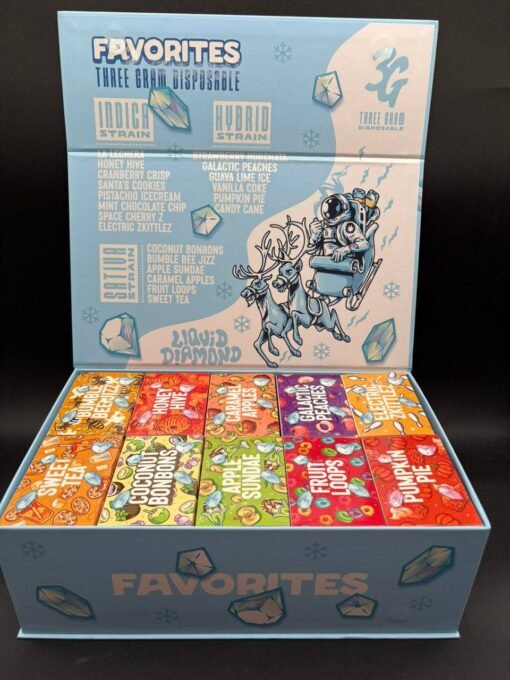 FAVORITES
THREE GRAM DISPOSABLE
3G
THREE GRAM
DISPOSABLE
INDICA
STRAIN
LA LECHERA
HONEY HIVE
CRANBERRY CRISP
SANTA'S COOKIES
PISTACHIO ICECREAM
MINT CHOCOLATE CHIP
SPACE CHERRY Z
ELECTRIC ZKITTLEZ
HYBRID
STRAIN
STRAWBERRY HORCHATA
GALACTIC PEACHES
GUAVA LIME ICE
VANILLA COKE
PUMPKIN PIE
CANDY CANE
SATIVA
STRAIN
COCONUT BONBONS
BUMBLE BEE JIZZ
APPLE SUNDAE
CARAMEL APPLES
FRUIT LOOPS
SWEET TEA
LIQUID
DIAMOND
BUMBLE
BEE JIZZ
HONEY
HIVE
CARAMEL
APPLES
GALACTIC
PEACHES
ELECTRIC
ZKITTLEZ
SWEET
TEA
COCONUT
BONBONS
APPLE
SUNDAE
FRUIT
LOOPS
PUMPKIN
PIE
FAVORITES